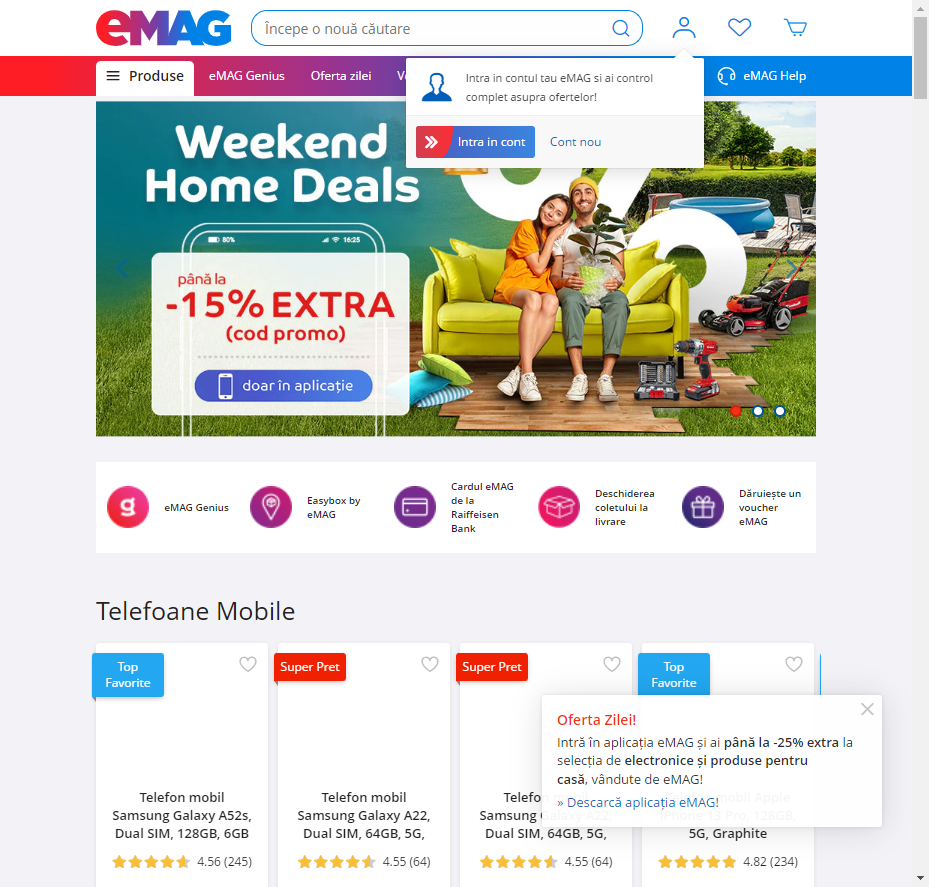 eMAG
Începe o nouă căutare
Produse
eMAG Genius
Oferta zilei
eMAG Help
Intra in contul tau eMAG si ai control
complet asupra ofertelor!
Intra in cont
Cont nou
Weekend
Home Deals
80%
16:25
până la
-15% EXTRA
(cod promo)
doar în aplicație
g
eMAG Genius
Easybox by
eMAG
Cardul eMAG
de la
Raiffeisen
Bank
Deschiderea
coletului la
livrare
Dăruiește un
voucher
eMAG
Telefoane Mobile
Top
Favorite
Super Pret
Super Pret
Top
Favorite
Telefon mobil
Samsung Galaxy A52s,
Dual SIM, 128GB, 6GB
4.56 (245)
Telefon mobil
Samsung Galaxy A22,
Dual SIM, 64GB, 5G,
4.55 (64)
Telefon mobil
Samsung Galaxy A22,
Dual SIM, 64GB, 5G,
4.55 (64)
Telefon mobil Apple
iPhone 13 Pro, 128GB,
5G, Graphite
4.82 (234)
Oferta Zilei!
Intră în aplicația eMAG și ai până la -25% extra la
selecția de electronice și produse pentru
casă, vândute de eMAG!
» Descarcă aplicația eMAG!